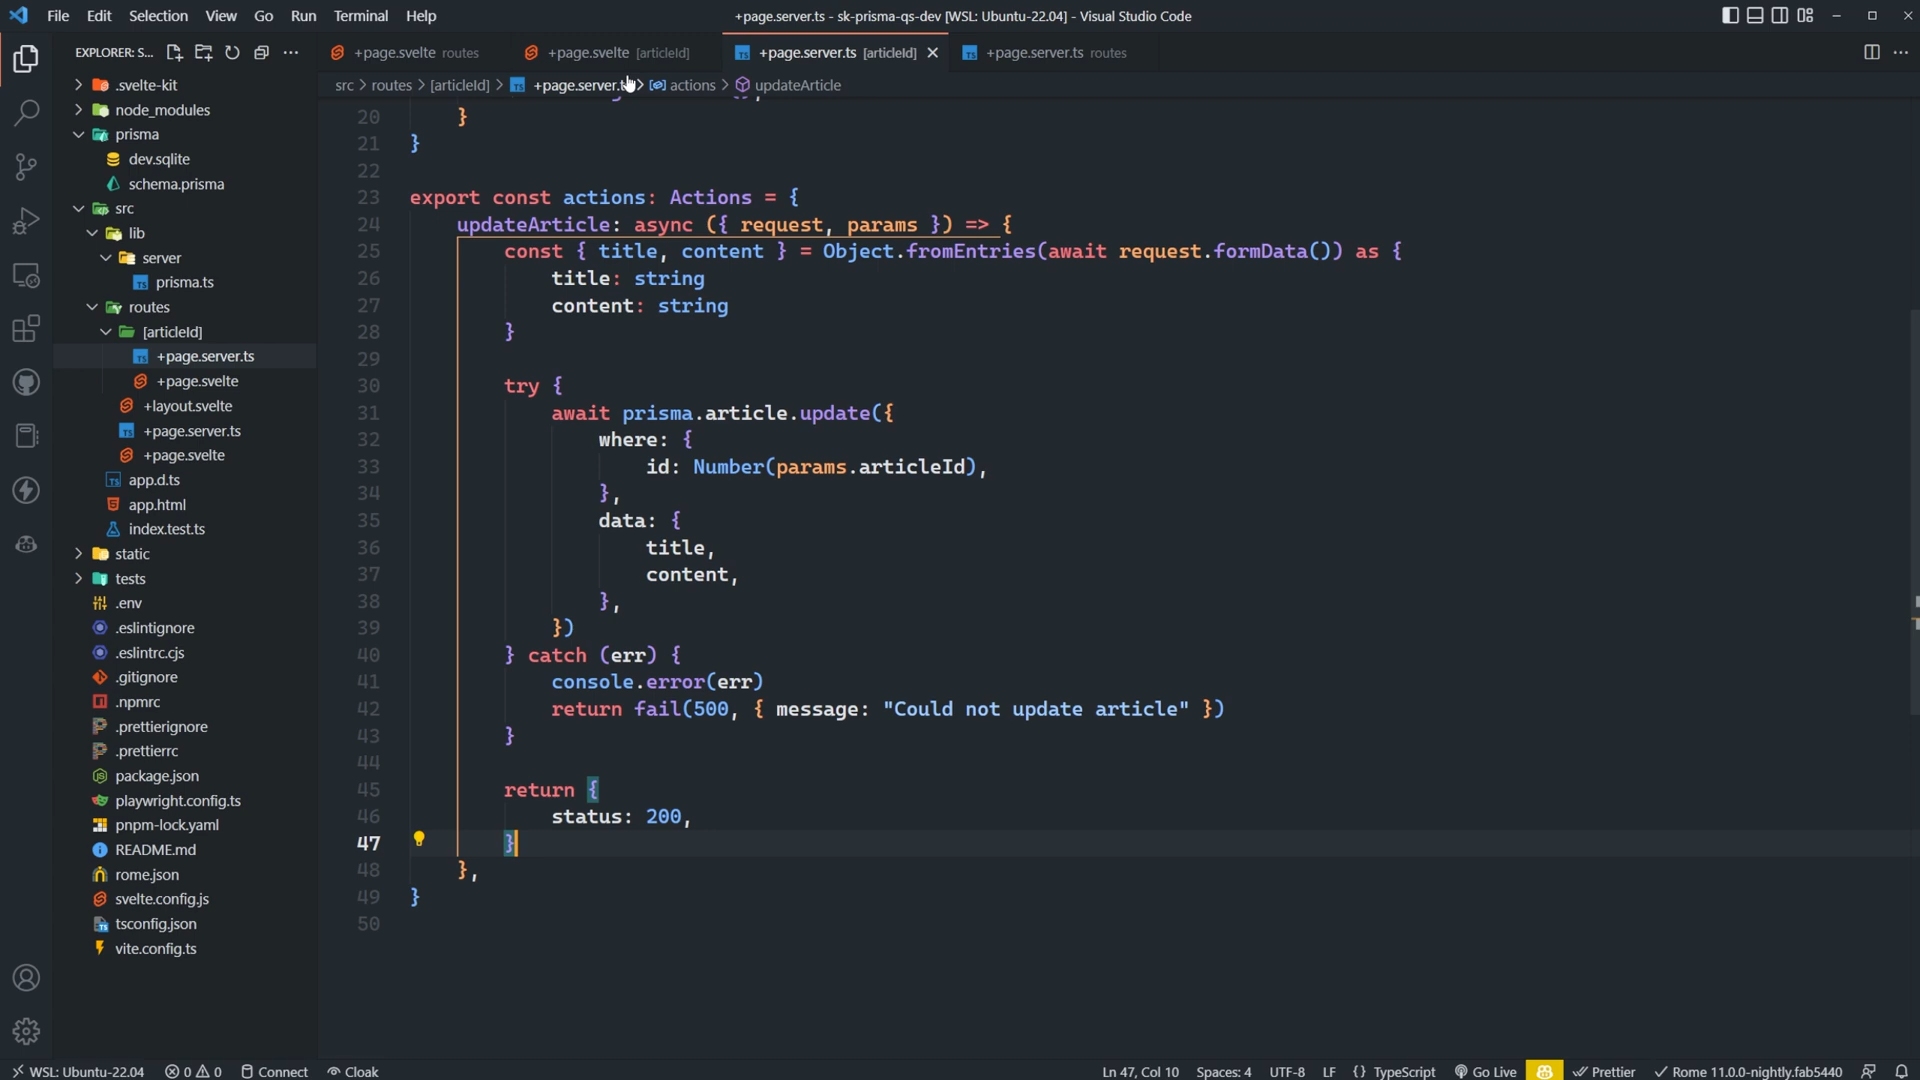 File Edit Selection View Go Run Terminal Help
+page.server.ts - sk-prisma-qs-dev [WSL: Ubuntu-22.04] - Visual Studio Code
EXPLORER: S...
+page.svelte routes
+page.svelte [articleId]
+page.server.ts [articleId]
+page.server.ts routes
src > routes > [articleId] > +page.server.ts > actions > updateArticle
.svelte-kit
node_modules
prisma
dev.sqlite
schema.prisma
src
lib
server
prisma.ts
routes
[articleId]
+page.server.ts
+page.svelte
+layout.svelte
+page.server.ts
+page.svelte
app.d.ts
app.html
index.test.ts
static
tests
.env
.eslintignore
.eslintrc.cjs
.gitignore
.npmrc
.prettierignore
.prettierrc
package.json
playwright.config.ts
pnpm-lock.yaml
README.md
rome.json
svelte.config.js
tsconfig.json
vite.config.ts
20 }
21 }
22
23 export const actions: Actions = {
24 updateArticle: async ({ request, params }) => {
25 const { title, content } = Object.fromEntries(await request.formData()) as {
26 title: string
27 content: string
28 }
29
30 try {
31 await prisma.article.update({
32 where: {
33 id: Number(params.articleId),
34 },
35 data: {
36 title,
37 content,
38 },
39 })
40 } catch (err) {
41 console.error(err)
42 return fail(500, { message: "Could not update article" })
43 }
44
45 return {
46 status: 200,
47 }
48 },
49 }
50
WSL: Ubuntu-22.04 0 0 Connect Cloak
Ln 47, Col 10 Spaces: 4 UTF-8 LF {} TypeScript Go Live Prettier Rome 11.0.0-nightly.fab5440